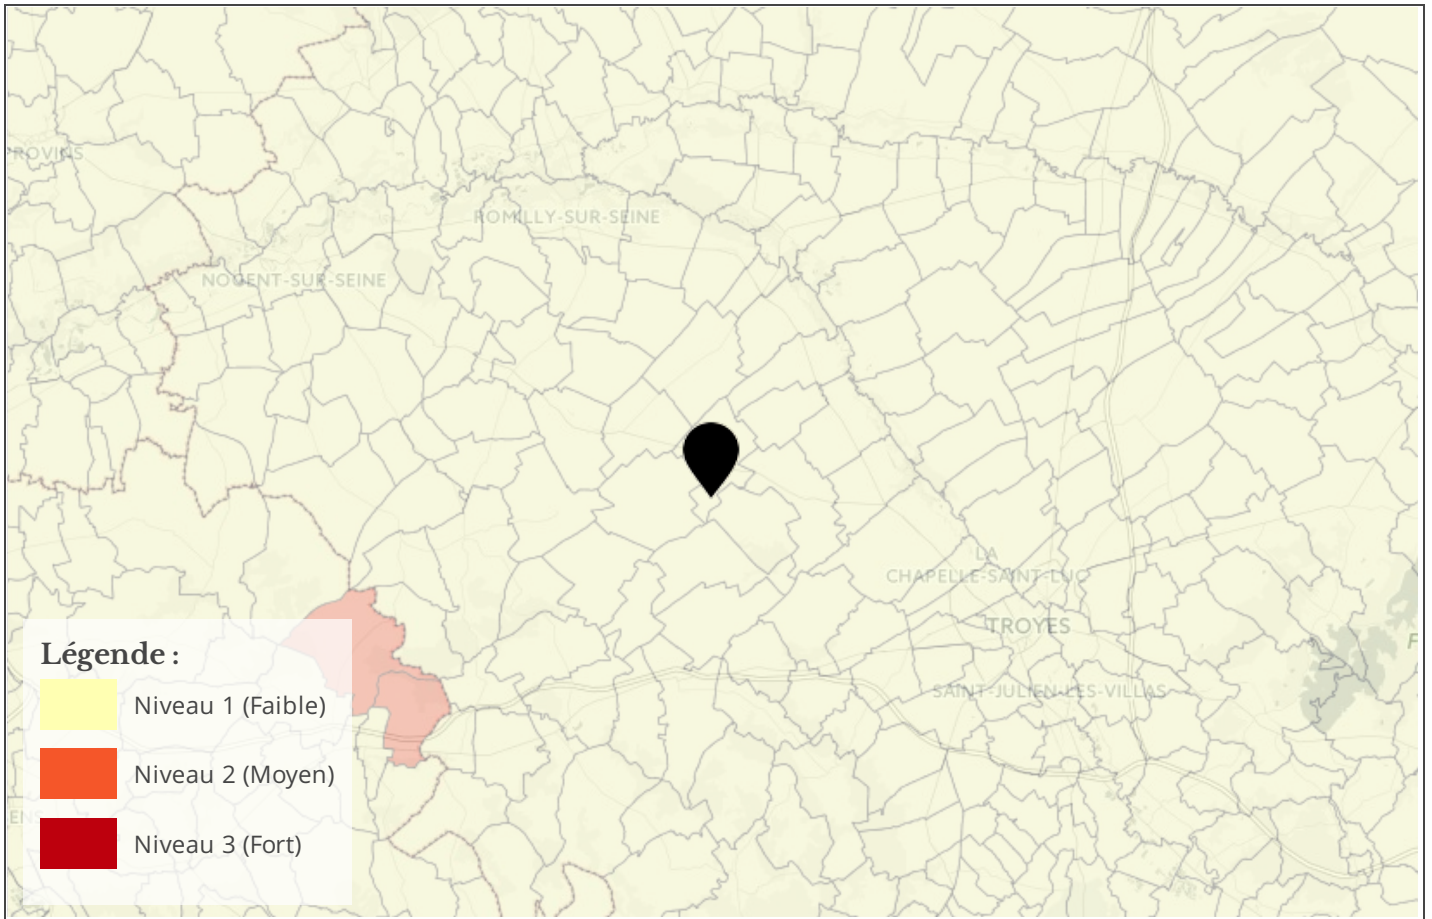 PROVINS
ROMILLY-SUR-SEINE
NOGENT-SUR-SEINE
LA
CHAPELLE-SAINT-LUC
TROYES
SAINT-JULIEN-LES-VILLAS
F
ENS
Légende :
Niveau 1 (Faible)
Niveau 2 (Moyen)
Niveau 3 (Fort)